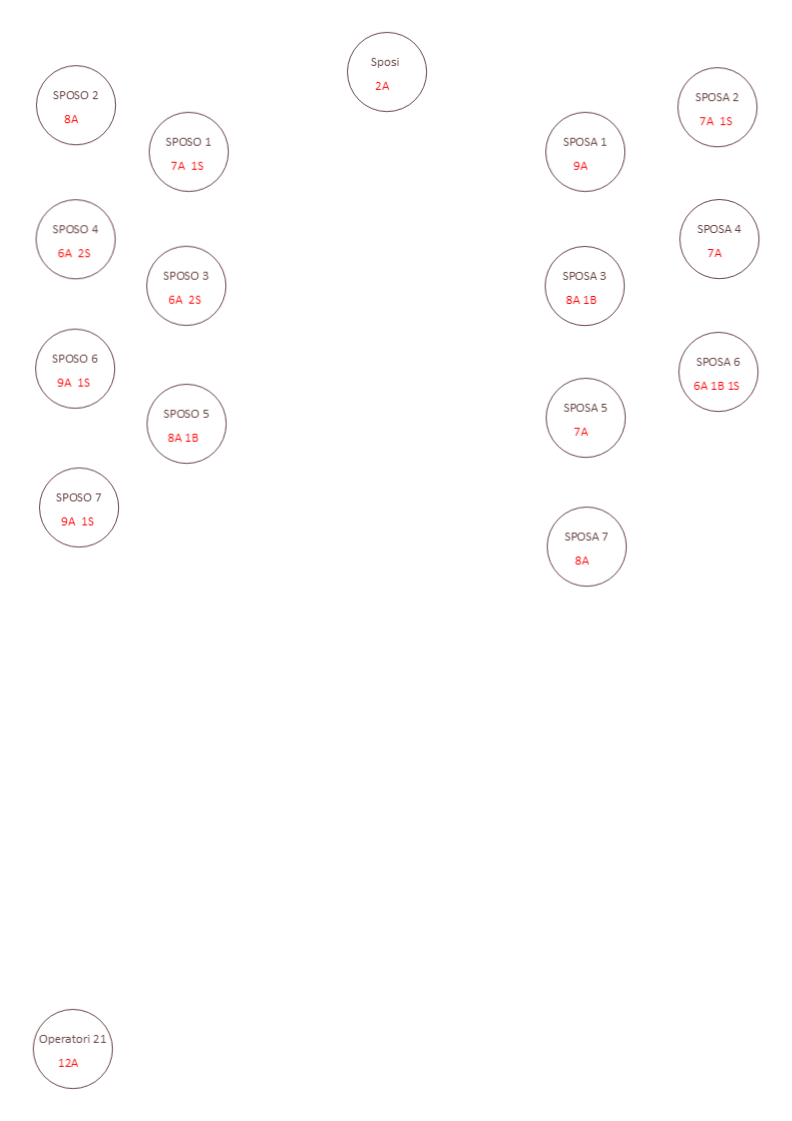 Sposi
2A
SPOSO 2
8A
SPOSA 2
7A 1S
SPOSO 1
7A 1S
SPOSA 1
9A
SPOSO 4
6A 2S
SPOSA 4
7A
SPOSO 3
6A 2S
SPOSA 3
8A 1B
SPOSO 6
9A 1S
SPOSA 6
6A 1B 1S
SPOSO 5
8A 1B
SPOSA 5
7A
SPOSO 7
9A 1S
SPOSA 7
8A
Operatori 21
12A